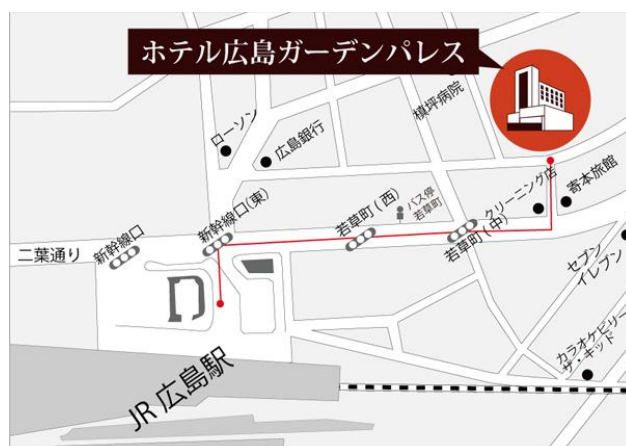 ホテル広島ガーデンパレス
槙坪病院
ローソン
広島銀行
クリーニング店
寄本旅館
バス停
若草町
新幹線口(東)
若草町(西)
若草町(中)
二葉通り
新幹線口
セブン
イレブン
カラオケビリー
ザ・キッド
JR 広島駅